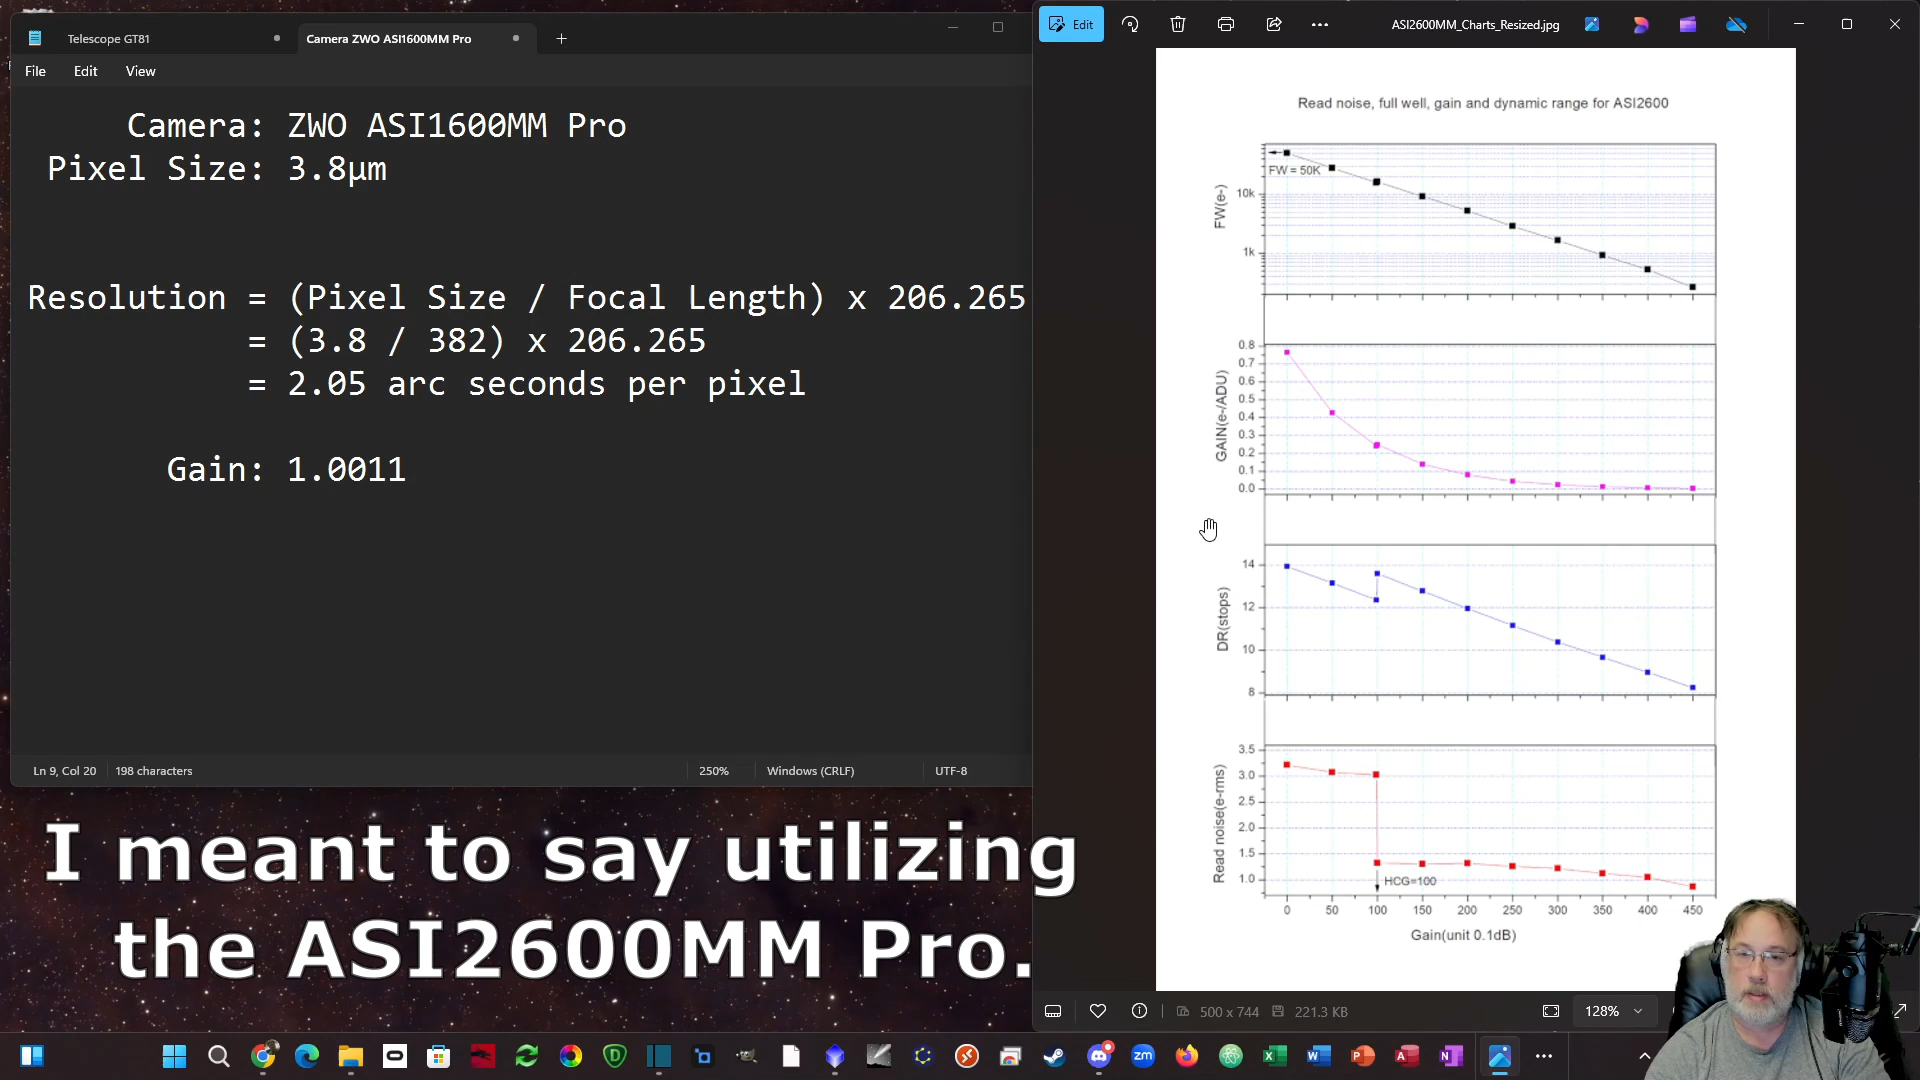 Telescope GT81
Camera ZWO ASI1600MM Pro
File Edit View
Camera: ZWO ASI1600MM Pro
Pixel Size: 3.8µm
Resolution = (Pixel Size / Focal Length) x 206.265
= (3.8 / 382) x 206.265
= 2.05 arc seconds per pixel
Gain: 1.0011
Ln 9, Col 20 198 characters 250% Windows (CRLF) UTF-8
I meant to say utilizing
the ASI2600MM Pro.
Edit
ASI2600MM_Charts_Resized.jpg
Read noise, full well, gain and dynamic range for ASI2600
FW(e-)
FW = 50K
10k
1k
GAIN(e-/ADU)
0.8
0.7
0.6
0.5
0.4
0.3
0.2
0.1
0.0
DR(stops)
14
12
10
8
Read noise(e-rms)
3.5
3.0
2.5
2.0
1.5
1.0
HCG=100
0 50 100 150 200 250 300 350 400 450
Gain(unit 0.1dB)
500 x 744 221.3 KB
128%